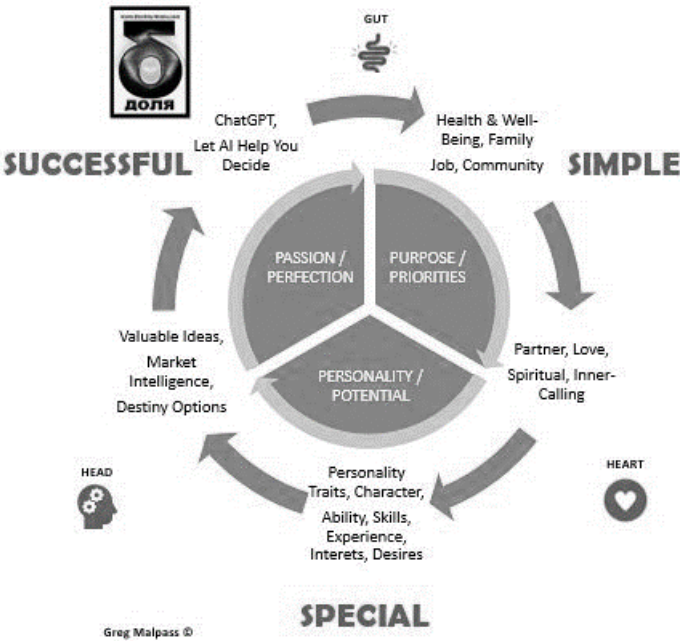 ДОЛЯ
GUT
ChatGPT,
Let AI Help You
Decide
Health & Well-
Being, Family
Job, Community
SUCCESSFUL
SIMPLE
PASSION /
PERFECTION
PURPOSE /
PRIORITIES
PERSONALITY /
POTENTIAL
Valuable Ideas,
Market
Intelligence,
Destiny Options
Partner, Love,
Spiritual, Inner-
Calling
HEAD
HEART
Personality
Traits, Character,
Ability, Skills,
Experience,
Interets, Desires
SPECIAL
Greg Malpass ©